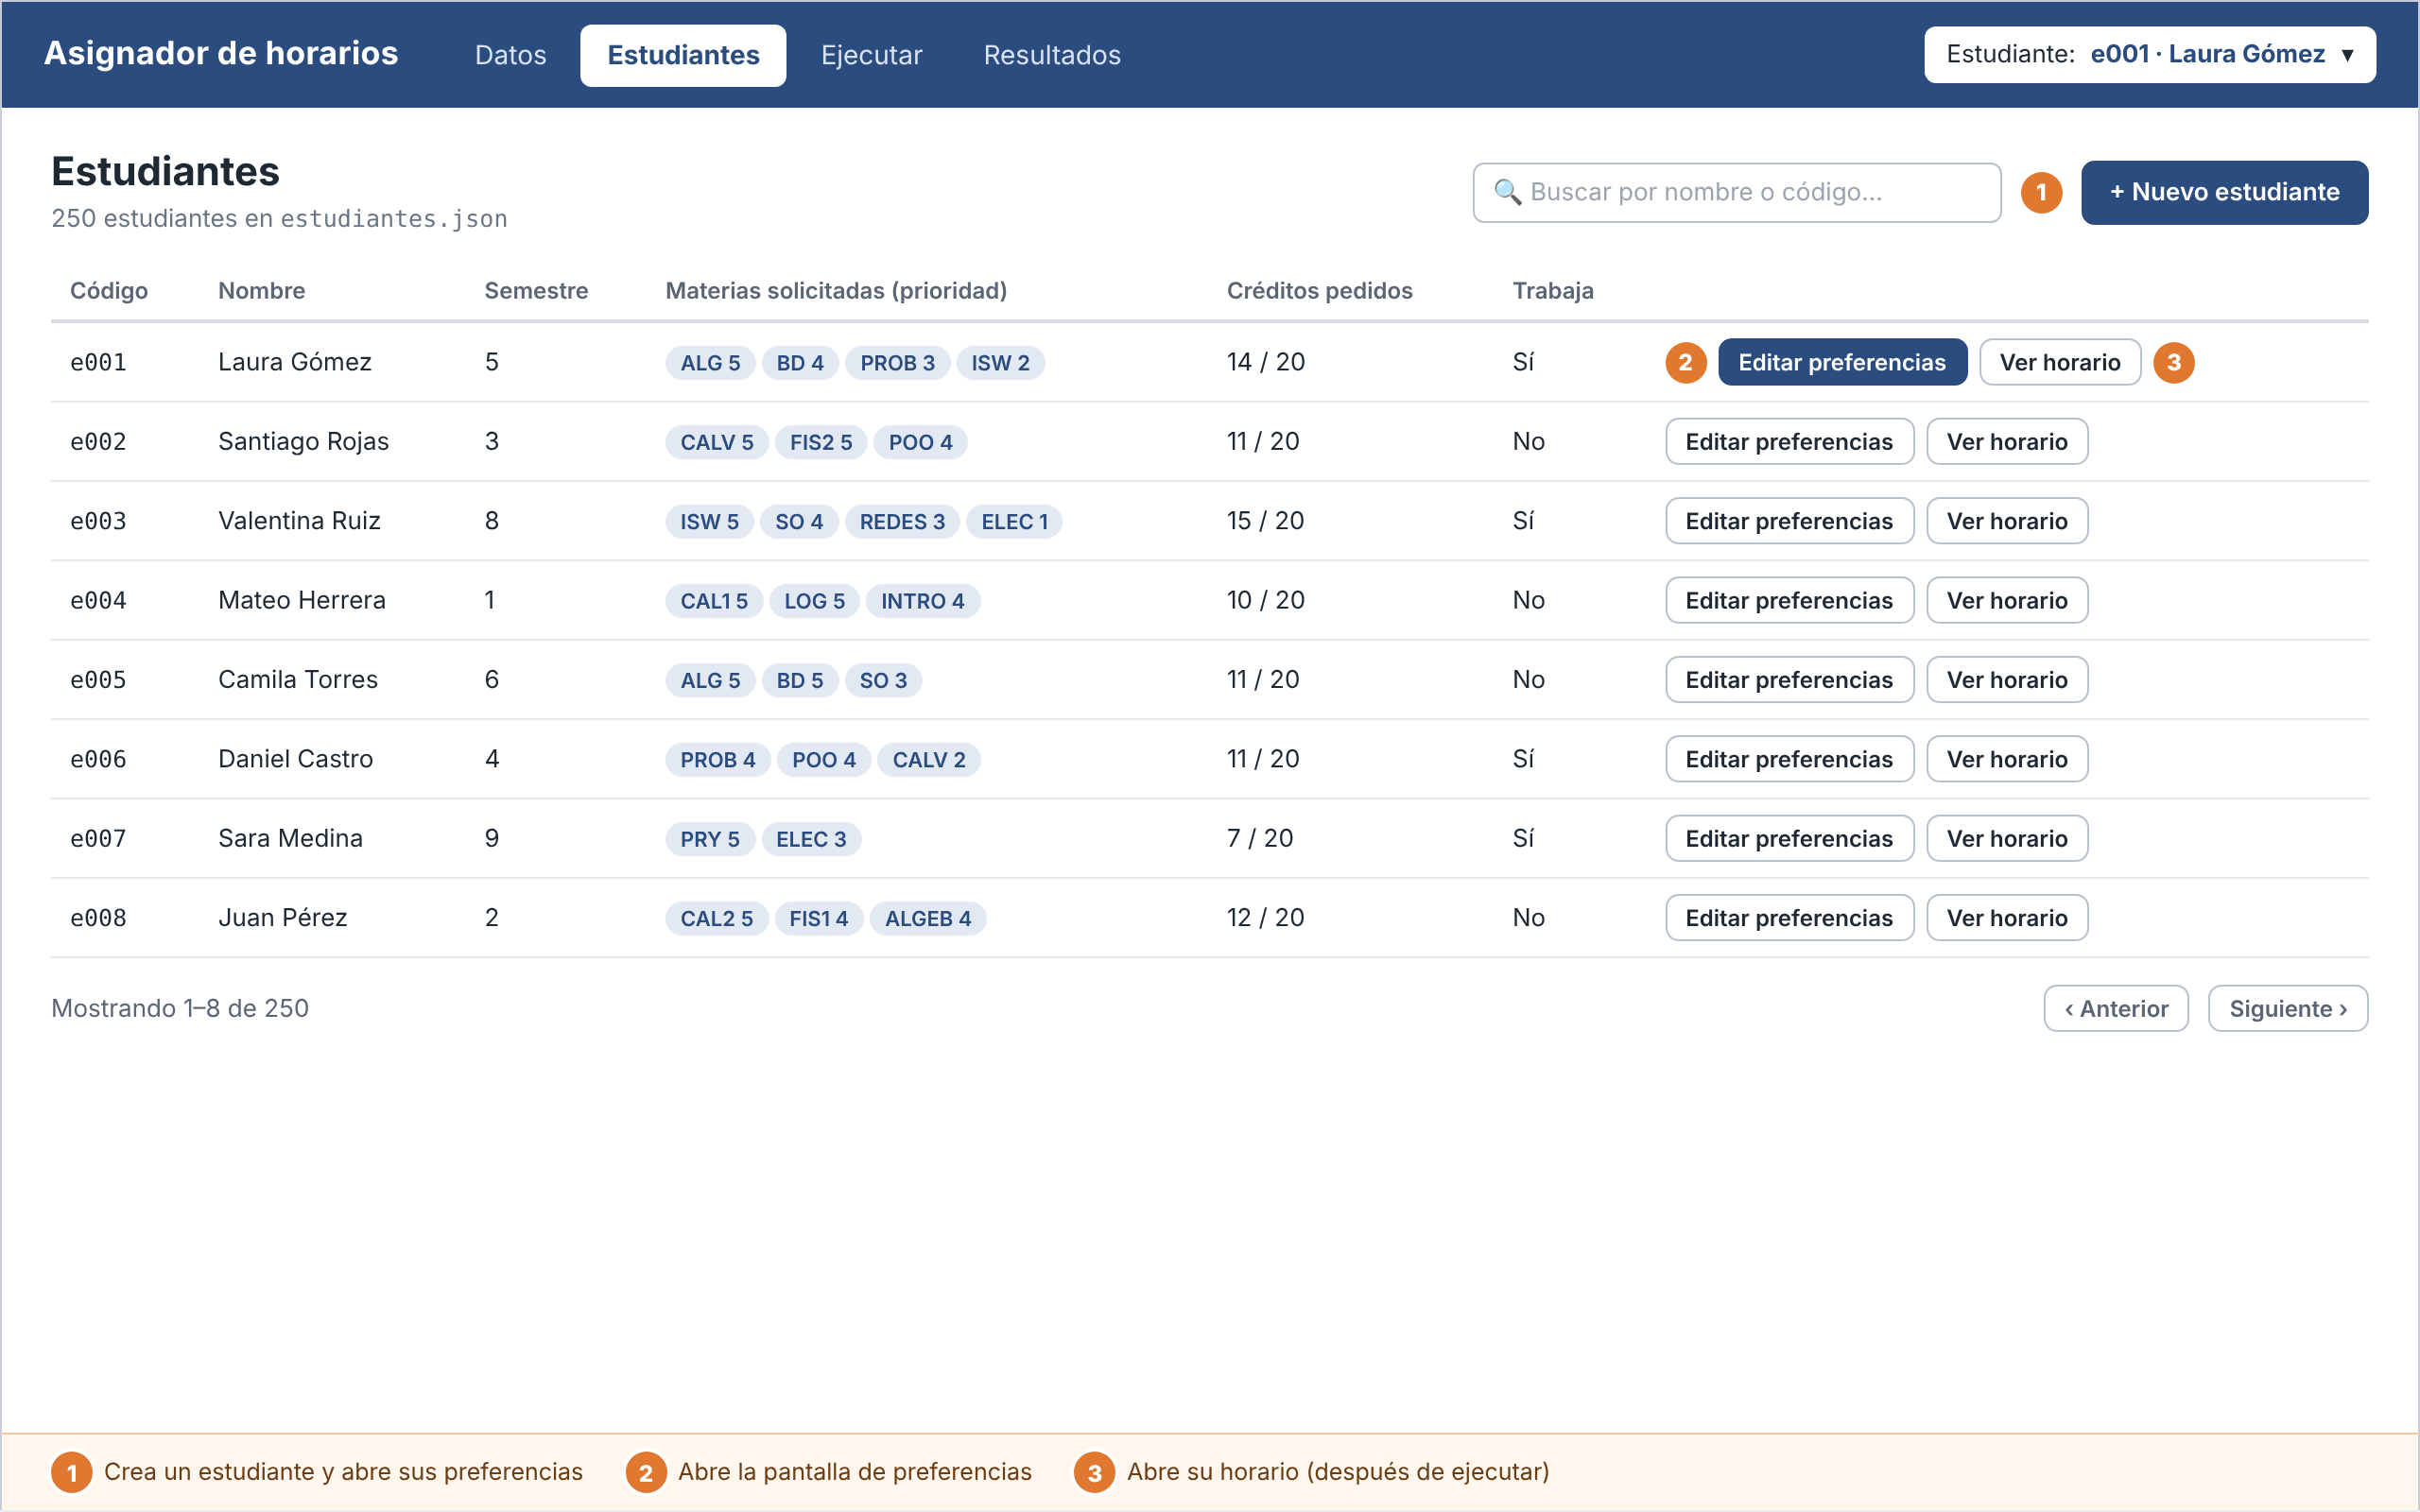 Asignador de horarios Datos Estudiantes Ejecutar Resultados Estudiante: e001 · Laura Gómez ▼
Estudiantes
250 estudiantes en estudiantes.json
🔍 Buscar por nombre o código... 1 + Nuevo estudiante
Código Nombre Semestre Materias solicitadas (prioridad) Créditos pedidos Trabaja
e001 Laura Gómez 5 ALG 5 BD 4 PROB 3 ISW 2 14 / 20 Sí 2 Editar preferencias Ver horario 3
e002 Santiago Rojas 3 CALV 5 FIS2 5 POO 4 11 / 20 No Editar preferencias Ver horario
e003 Valentina Ruiz 8 ISW 5 SO 4 REDES 3 ELEC 1 15 / 20 Sí Editar preferencias Ver horario
e004 Mateo Herrera 1 CAL1 5 LOG 5 INTRO 4 10 / 20 No Editar preferencias Ver horario
e005 Camila Torres 6 ALG 5 BD 5 SO 3 11 / 20 No Editar preferencias Ver horario
e006 Daniel Castro 4 PROB 4 POO 4 CALV 2 11 / 20 Sí Editar preferencias Ver horario
e007 Sara Medina 9 PRY 5 ELEC 3 7 / 20 Sí Editar preferencias Ver horario
e008 Juan Pérez 2 CAL2 5 FIS1 4 ALGEB 4 12 / 20 No Editar preferencias Ver horario
Mostrando 1–8 de 250 ‹ Anterior Siguiente ›
1 Crea un estudiante y abre sus preferencias 2 Abre la pantalla de preferencias 3 Abre su horario (después de ejecutar)